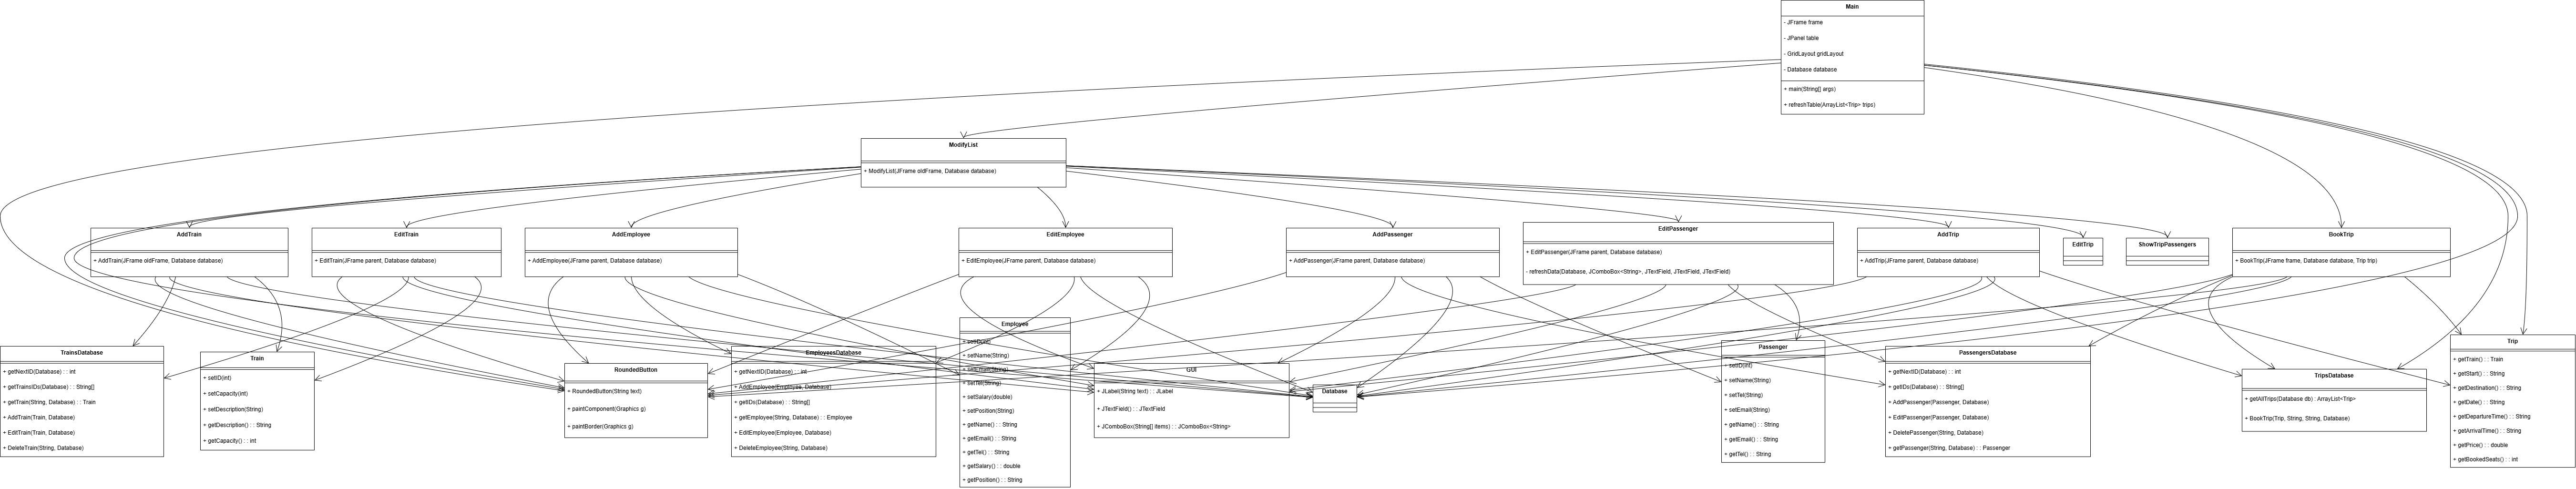 Main
- JFrame frame
- JPanel table
- GridLayout gridLayout
- Database database
+ main(String[] args)
+ refreshTable(ArrayList<Trip> trips)
ModifyList
+ ModifyList(JFrame oldFrame, Database database)
AddTrain
+ AddTrain(JFrame oldFrame, Database database)
EditTrain
+ EditTrain(JFrame parent, Database database)
AddEmployee
+ AddEmployee(JFrame parent, Database database)
EditEmployee
+ EditEmployee(JFrame parent, Database database)
AddPassenger
+ AddPassenger(JFrame parent, Database database)
EditPassenger
+ EditPassenger(JFrame parent, Database database)
- refreshData(Database, JComboBox<String>, JTextField, JTextField, JTextField)
AddTrip
+ AddTrip(JFrame parent, Database database)
EditTrip
ShowTripPassengers
BookTrip
+ BookTrip(JFrame frame, Database database, Trip trip)
TrainsDatabase
+ getNextID(Database) : : int
+ getTrainsIDs(Database) : : String[]
+ getTrain(String, Database) : : Train
+ AddTrain(Train, Database)
+ EditTrain(Train, Database)
+ DeleteTrain(String, Database)
Train
+ setID(int)
+ setCapacity(int)
+ setDescription(String)
+ getDescription() : : String
+ getCapacity() : : int
RoundedButton
+ RoundedButton(String text)
+ paintComponent(Graphics g)
+ paintBorder(Graphics g)
EmployeesDatabase
+ getNextID(Database) : : int
+ AddEmployee(Employee, Database)
+ getIDs(Database) : : String[]
+ getEmployee(String, Database) : : Employee
+ EditEmployee(Employee, Database)
+ DeleteEmployee(String, Database)
Employee
+ setID(int)
+ setName(String)
+ setEmail(String)
+ setTel(String)
+ setSalary(double)
+ setPosition(String)
+ getName() : : String
+ getEmail() : : String
+ getTel() : : String
+ getSalary() : : double
+ getPosition() : : String
GUI
+ JLabel(String text) : : JLabel
+ JTextField() : : JTextField
+ JComboBox(String[] items) : : JComboBox<String>
Database
Passenger
+ setID(int)
+ setName(String)
+ setTel(String)
+ setEmail(String)
+ getName() : : String
+ getEmail() : : String
+ getTel() : : String
PassengersDatabase
+ getNextID(Database) : : int
+ getIDs(Database) : : String[]
+ AddPassenger(Passenger, Database)
+ EditPassenger(Passenger, Database)
+ DeletePassenger(String, Database)
+ getPassenger(String, Database) : : Passenger
TripsDatabase
+ getAllTrips(Database db) : ArrayList<Trip>
+ BookTrip(Trip, String, String, Database)
Trip
+ getTrain() : : Train
+ getStart() : : String
+ getDestination() : : String
+ getDate() : : String
+ getDepartureTime() : : String
+ getArrivalTime() : : String
+ getPrice() : : double
+ getBookedSeats() : : int